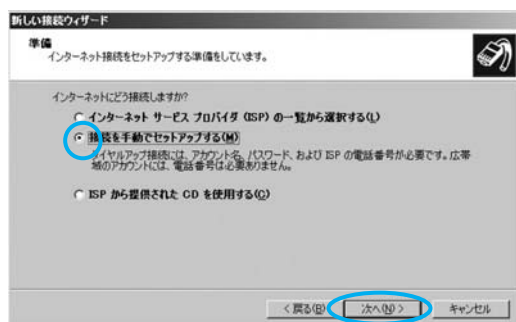 新しい接続ウィザード
準備
インターネット接続をセットアップする準備をしています。
インターネットにどう接続しますか?
インターネット サービス プロバイダ (ISP) の一覧から選択する(L)
接続を手動でセットアップする(M)
ダイヤルアップ接続には、アカウント名、パスワード、および ISP の電話番号が必要です。広帯
域のアカウントには、電話番号は必要ありません。
ISP から提供された CD を使用する(C)
< 戻る(B) 次へ(N) > キャンセル